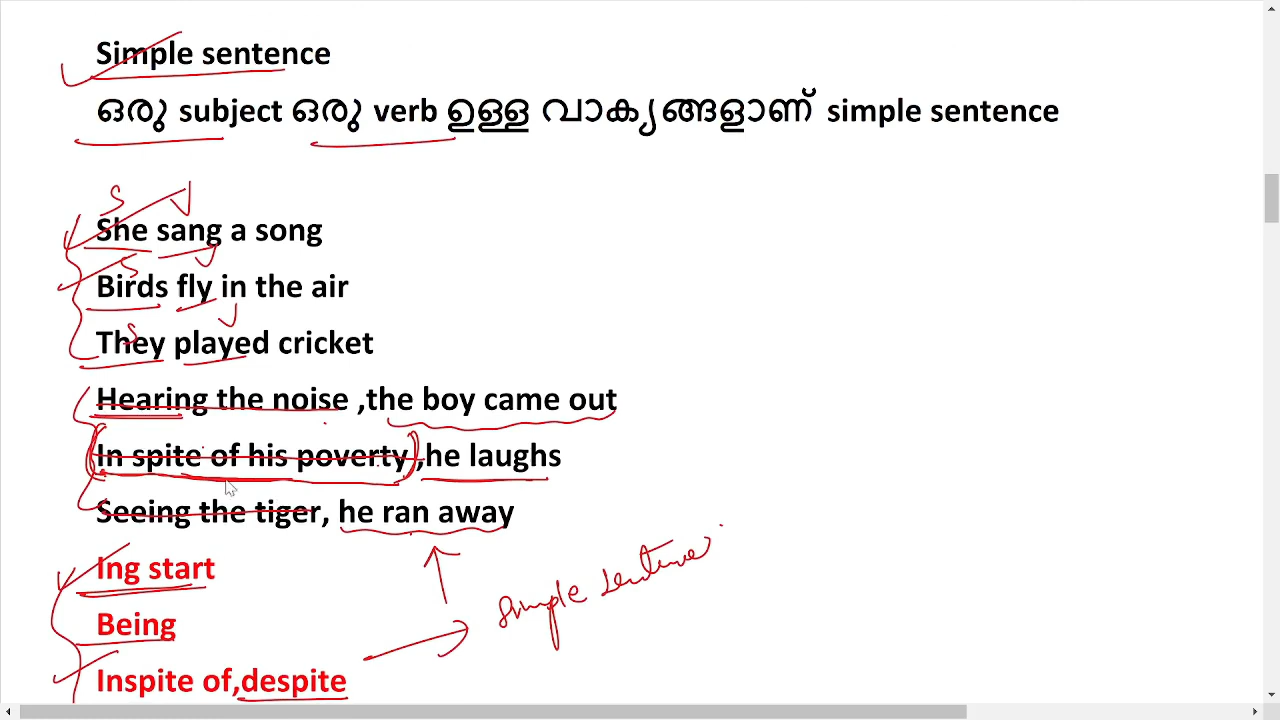 Simple sentence
ഒരു subject ഒരു verb ഉള്ള വാക്യങ്ങളാണ് simple sentence
S V
She sang a song
S V
Birds fly in the air
S V
They played cricket
Hearing the noise ,the boy came out
In spite of his poverty ,he laughs
Seeing the tiger, he ran away
Ing start
simple sentence
Being
Inspite of,despite